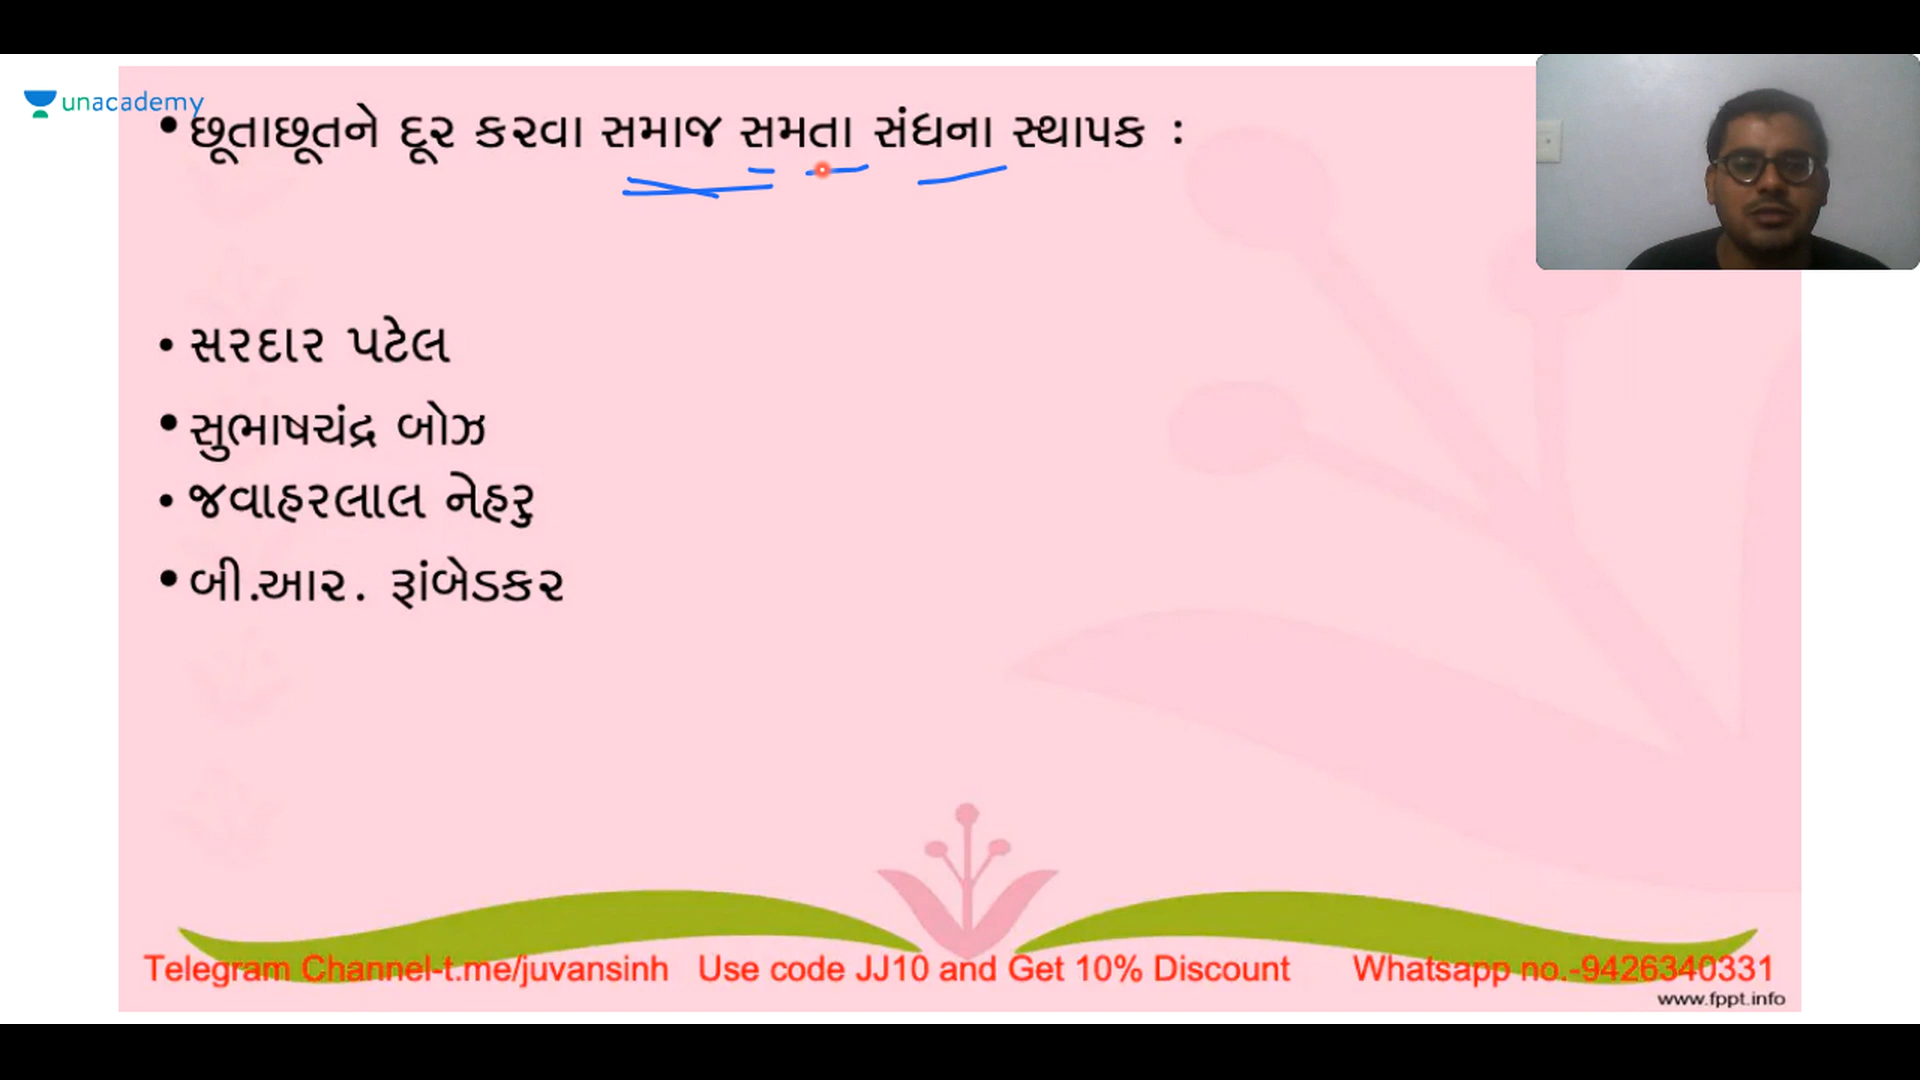 unacademy
• છૂતાછૂતને દૂર કરવા સમાજ સમતા સંઘના સ્થાપક :
• સરદાર પટેલ
• સુભાષચંદ્ર બોઝ
• જવાહરલાલ નેહરુ
• બી.આર. રૂાંબેડકર
Telegram Channel-t.me/juvansinh Use code JJ10 and Get 10% Discount Whatsapp no.-9426340331
www.fppt.info